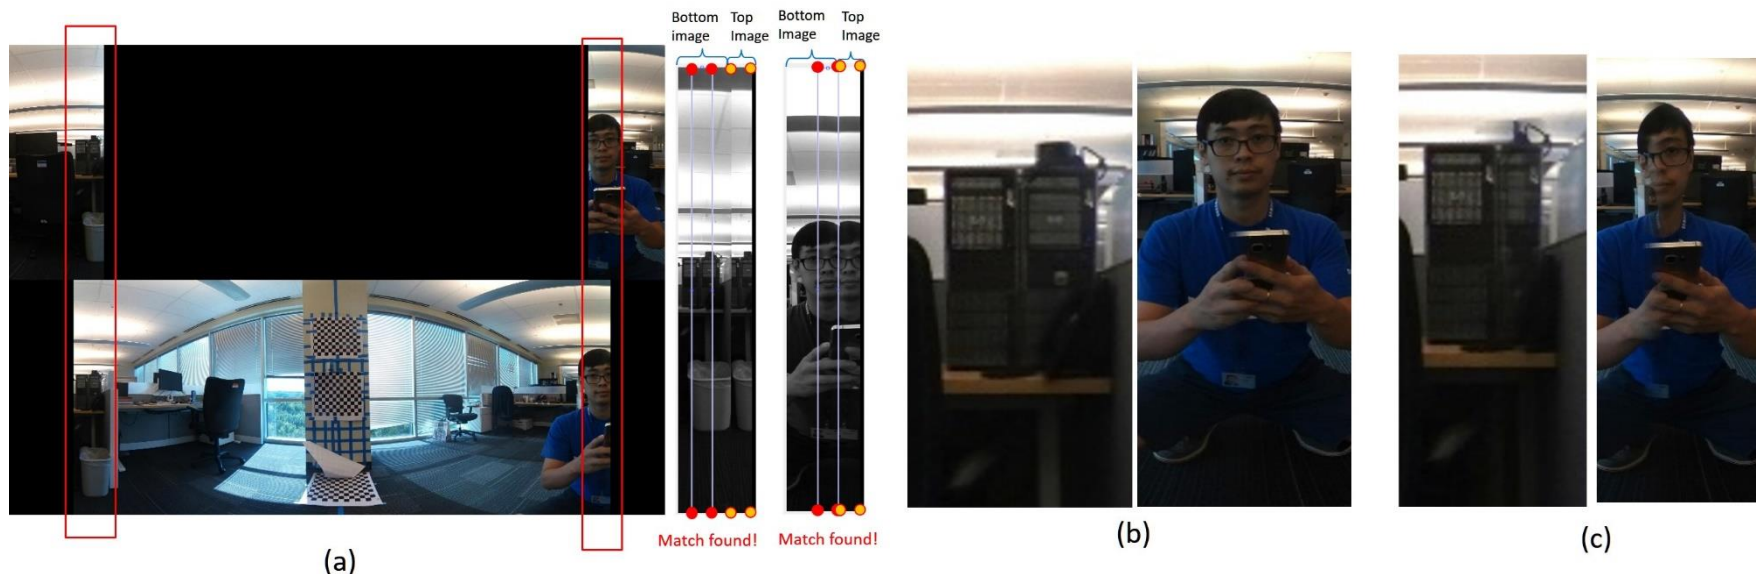 Bottom
image
Top
Image
Bottom
Image
Top
Image
Match found!
Match found!
(a)
(b)
(c)